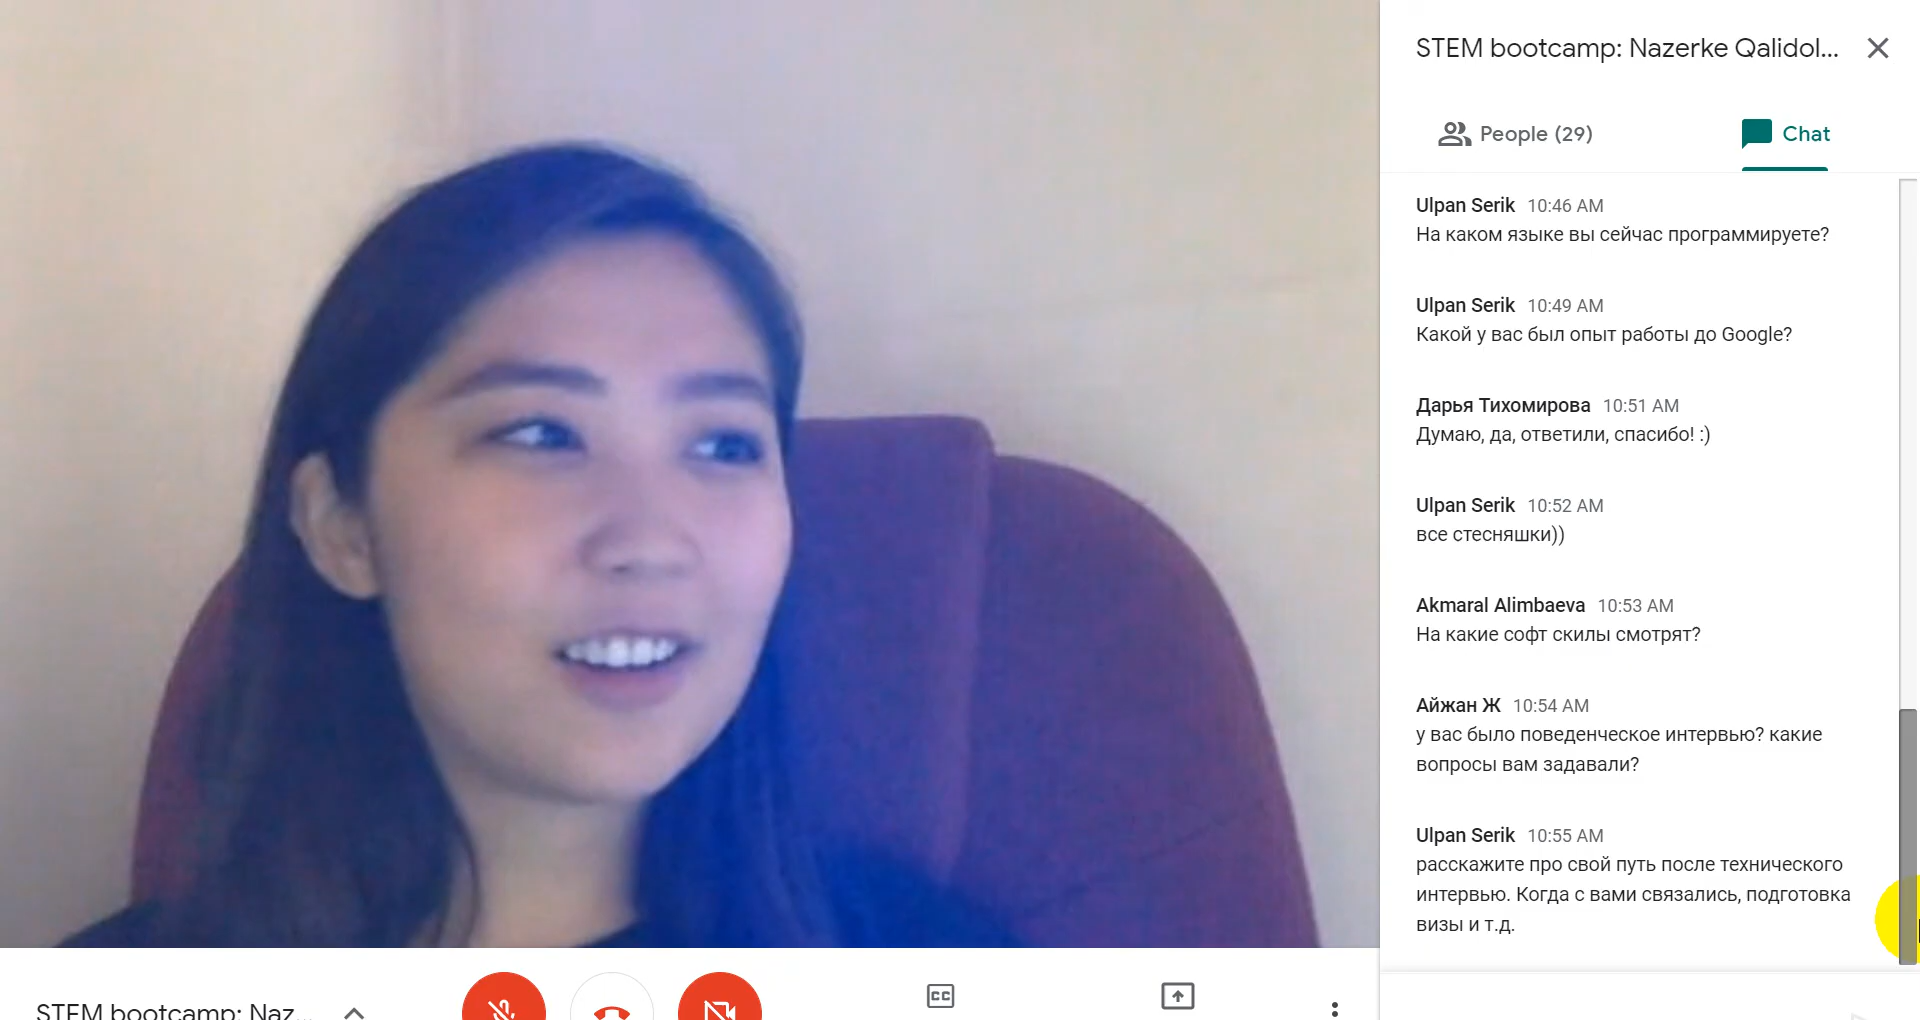 STEM bootcamp: Nazerke Qalidol...
People (29)
Chat
Ulpan Serik 10:46 AM
На каком языке вы сейчас программируете?
Ulpan Serik 10:49 AM
Какой у вас был опыт работы до Google?
Дарья Тихомирова 10:51 AM
Думаю, да, ответили, спасибо! :)
Ulpan Serik 10:52 AM
все стесняшки))
Akmaral Alimbaeva 10:53 AM
На какие софт скилы смотрят?
Айжан Ж 10:54 AM
у вас было поведенческое интервью? какие
вопросы вам задавали?
Ulpan Serik 10:55 AM
расскажите про свой путь после технического
интервью. Когда с вами связались, подготовка
визы и т.д.
STEM bootcamp: Naz...
CC